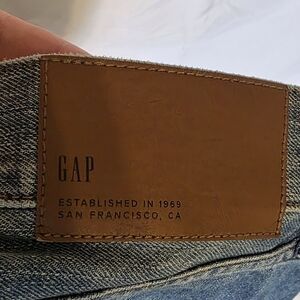 GAP
ESTABLISHED IN 1969
SAN FRANCISCO, CA